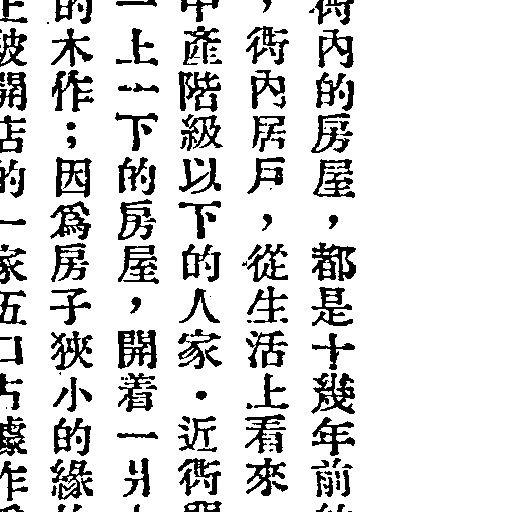 衖內的房屋，都是十幾年前
，衖內居戶，從生活上看來
中產階級以下的人家．近衖
一上一下的房屋，開着一爿
的木作；因爲房子狹小的緣
被開店的一家五口占據作